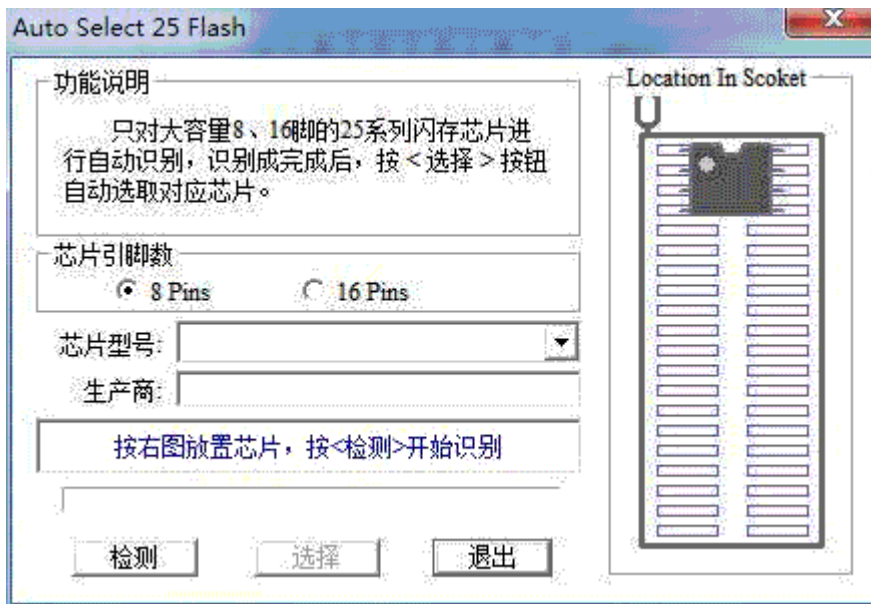 Auto Select 25 Flash
功能说明
只对大容量8、16脚的25系列闪存芯片进
行自动识别，识别成完成后，按 < 选择 > 按钮
自动选取对应芯片。
芯片引脚数
8 Pins
16 Pins
芯片型号:
生产商:
按右图放置芯片，按<检测>开始识别
检测
选择
退出
Location In Scoket